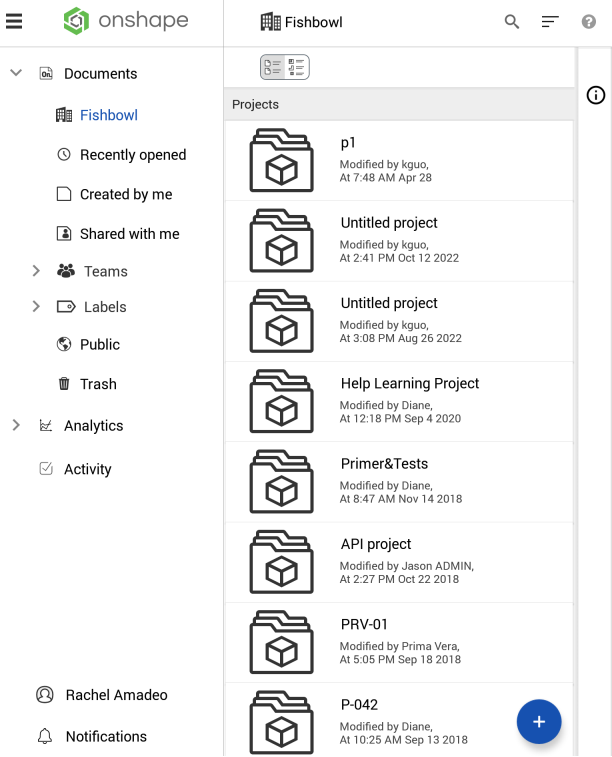 onshape
Fishbowl
Documents
Fishbowl
Recently opened
Created by me
Shared with me
Teams
Labels
Public
Trash
Analytics
Activity
Rachel Amadeo
Notifications
Projects
p1
Modified by kguo,
At 7:48 AM Apr 28
Untitled project
Modified by kguo,
At 2:41 PM Oct 12 2022
Untitled project
Modified by kguo,
At 3:08 PM Aug 26 2022
Help Learning Project
Modified by Diane,
At 12:18 PM Sep 4 2020
Primer&Tests
Modified by Diane,
At 8:47 AM Nov 14 2018
API project
Modified by Jason ADMIN,
At 2:27 PM Oct 22 2018
PRV-01
Modified by Prima Vera,
At 5:05 PM Sep 18 2018
P-042
Modified by Diane,
At 10:25 AM Sep 13 2018